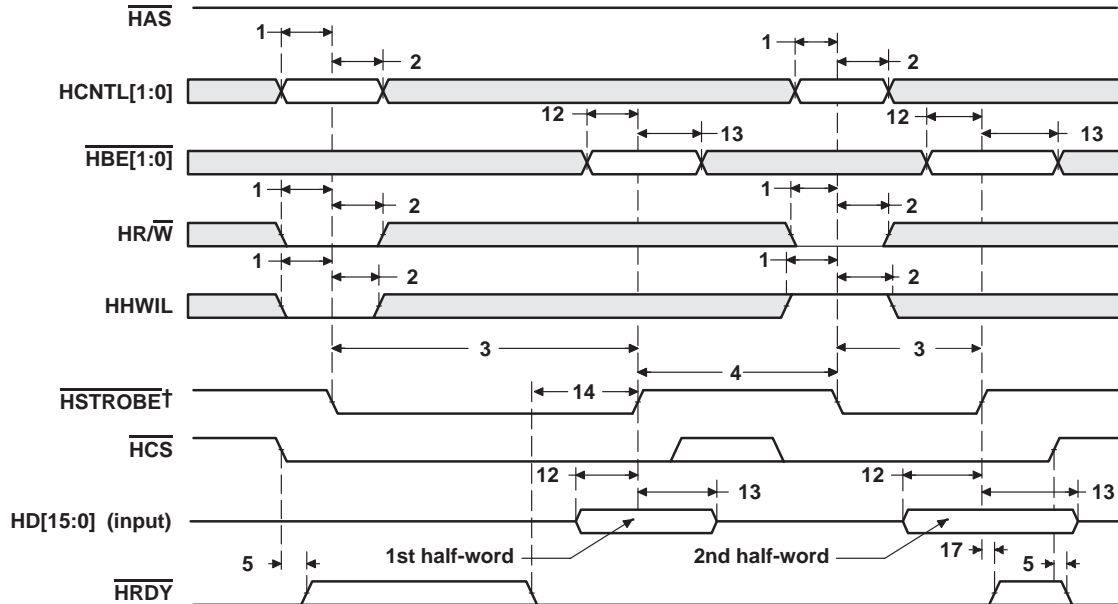 HAS
1
1
2
2
HCNTL[1:0]
12
13
12
13
HBE[1:0]
1
2
1
2
HR/W
1
2
1
2
HHWIL
3
4
3
14
HSTROBE†
HCS
12
13
12
13
HD[15:0] (input)
1st half-word
2nd half-word
5
17
5
HRDY